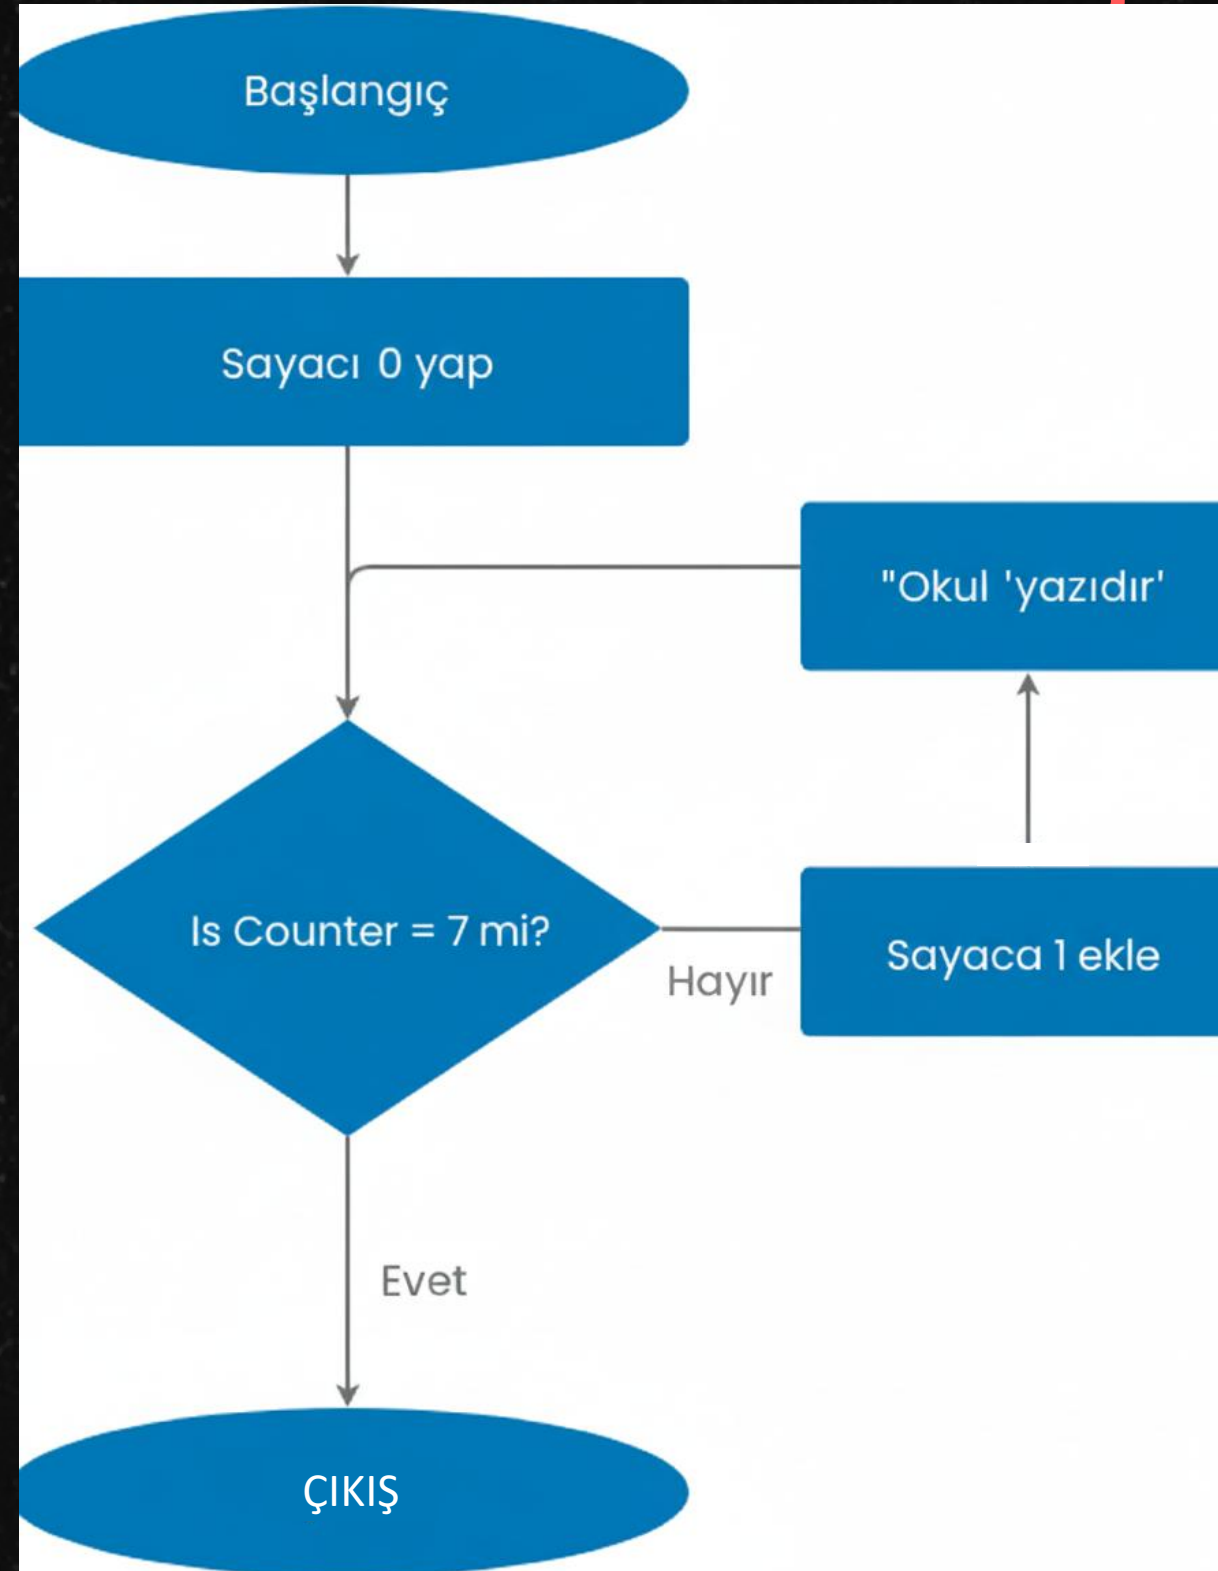 Başlangıç
Sayacı 0 yap
"Okul 'yazıdır'
Is Counter = 7 mi?
Hayır
Sayaca 1 ekle
Evet
ÇIKIŞ